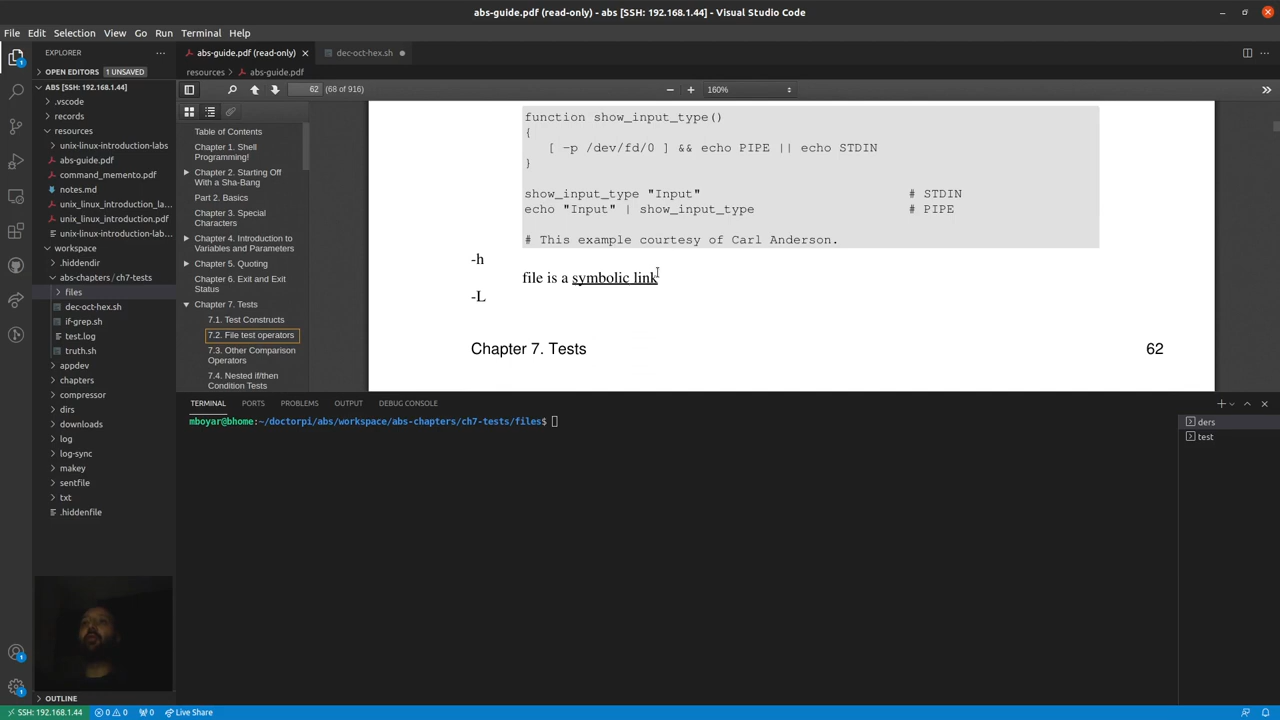 abs-guide.pdf (read-only) - abs [SSH: 192.168.1.44] - Visual Studio Code
File Edit Selection View Go Run Terminal Help
EXPLORER
OPEN EDITORS 1 UNSAVED
ABS [SSH: 192.168.1.44]
.vscode
records
resources
unix-linux-introduction-labs
abs-guide.pdf
command_memento.pdf
notes.md
unix_linux_introduction_la...
unix_linux_introduction.pdf
unix-linux-introduction-lab...
workspace
.hiddendir
abs-chapters / ch7-tests
files
dec-oct-hex.sh
if-grep.sh
test.log
truth.sh
appdev
chapters
compressor
dirs
downloads
log
log-sync
makey
sentfile
txt
.hiddenfile
OUTLINE
abs-guide.pdf (read-only)
dec-oct-hex.sh
resources > abs-guide.pdf
62 (68 of 916)
160%
Table of Contents
Chapter 1. Shell
Programming!
Chapter 2. Starting Off
With a Sha-Bang
Part 2. Basics
Chapter 3. Special
Characters
Chapter 4. Introduction to
Variables and Parameters
Chapter 5. Quoting
Chapter 6. Exit and Exit
Status
Chapter 7. Tests
7.1. Test Constructs
7.2. File test operators
7.3. Other Comparison
Operators
7.4. Nested if/then
Condition Tests
function show_input_type()
{
[ -p /dev/fd/0 ] && echo PIPE || echo STDIN
}
show_input_type "Input" # STDIN
echo "Input" | show_input_type # PIPE
# This example courtesy of Carl Anderson.
-h
file is a symbolic link
-L
Chapter 7. Tests 62
TERMINAL PORTS PROBLEMS OUTPUT DEBUG CONSOLE
mboyar@bhome:~/doctorpi/abs/workspace/abs-chapters/ch7-tests/files$
ders
test
SSH: 192.168.1.44 0 0 0 Live Share